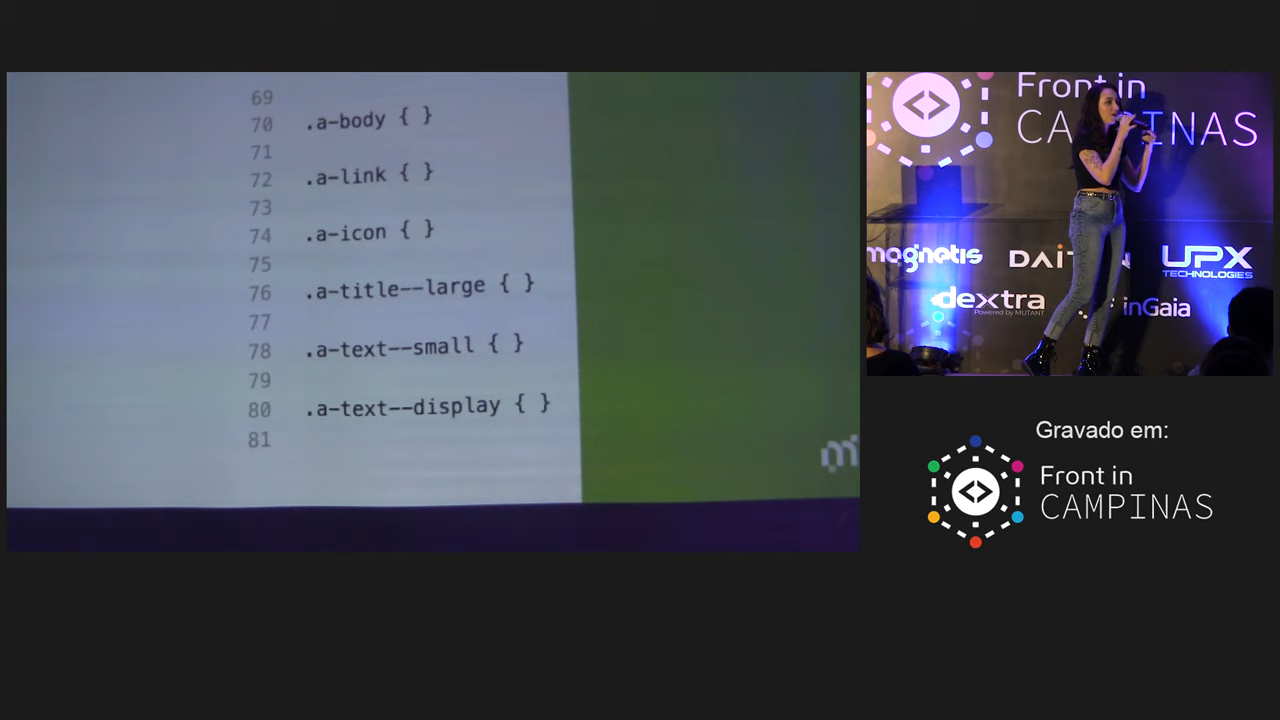 69
70 .a-body { }
71
72 .a-link { }
73
74 .a-icon { }
75
76 .a-title--large { }
77
78 .a-text--small { }
79
80 .a-text--display { }
81
Front in
CAMPINAS
magnetis
UPX
TECHNOLOGIES
dextra
Powered by MUTANT
inGaia
Gravado em:
Front in
CAMPINAS